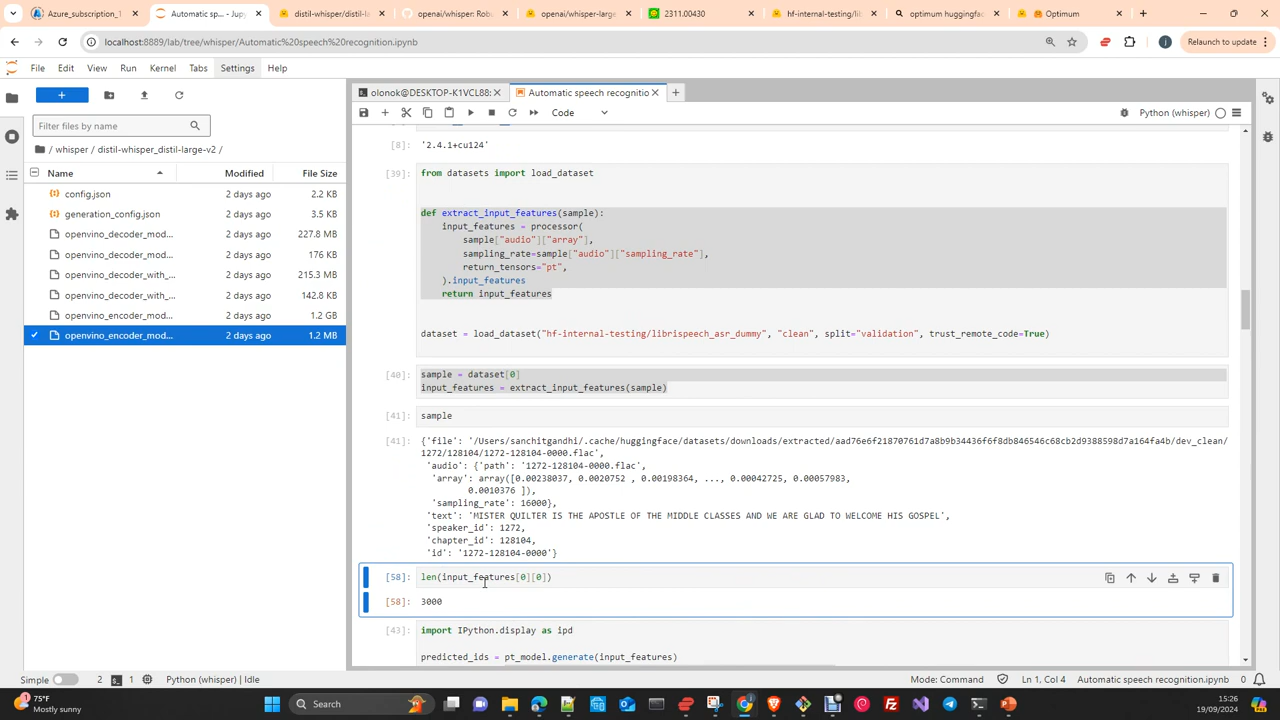 Azure_subscription_1
Automatic sp... - Jupy
distil-whisper/distil-la
openai/whisper: Robu
openai/whisper-large
2311.00430
hf-internal-testing/lib
optimum huggingfac
Optimum
localhost:8889/lab/tree/whisper/Automatic%20speech%20recognition.ipynb
Relaunch to update
File Edit View Run Kernel Tabs Settings Help
olonok@DESKTOP-K1VCL88:
Automatic speech recognitio
Filter files by name
Code
Python (whisper)
/ whisper / distil-whisper_distil-large-v2 /
Name Modified File Size
config.json 2 days ago 2.2 KB
generation_config.json 2 days ago 3.5 KB
openvino_decoder_mod... 2 days ago 227.8 MB
openvino_decoder_mod... 2 days ago 176 KB
openvino_decoder_with_... 2 days ago 215.3 MB
openvino_decoder_with_... 2 days ago 142.8 KB
openvino_encoder_mod... 2 days ago 1.2 GB
openvino_encoder_mod... 2 days ago 1.2 MB
[8]: '2.4.1+cu124'
[39]: from datasets import load_dataset
def extract_input_features(sample):
input_features = processor(
sample["audio"]["array"],
sampling_rate=sample["audio"]["sampling_rate"],
return_tensors="pt",
).input_features
return input_features
dataset = load_dataset("hf-internal-testing/librispeech_asr_dummy", "clean", split="validation", trust_remote_code=True)
[40]: sample = dataset[0]
input_features = extract_input_features(sample)
[41]: sample
[41]: {'file': '/Users/sanchitgandhi/.cache/huggingface/datasets/downloads/extracted/aad76e6f21870761d7a8b9b34436f6f8db846546c68cb2d9388598d7a164fa4b/dev_clean/
1272/128104/1272-128104-0000.flac',
'audio': {'path': '1272-128104-0000.flac',
'array': array([0.00238037, 0.0020752 , 0.00198364, ..., 0.00042725, 0.00057983,
0.0010376 ]),
'sampling_rate': 16000},
'text': 'MISTER QUILTER IS THE APOSTLE OF THE MIDDLE CLASSES AND WE ARE GLAD TO WELCOME HIS GOSPEL',
'speaker_id': 1272,
'chapter_id': 128104,
'id': '1272-128104-0000'}
[58]: len(input_features[0][0])
[58]: 3000
[43]: import IPython.display as ipd
predicted_ids = pt_model.generate(input_features)
Simple 2 1 Python (whisper) | Idle
Mode: Command Ln 1, Col 4 Automatic speech recognition.ipynb 0
75°F
Mostly sunny
Search
15:26
19/09/2024